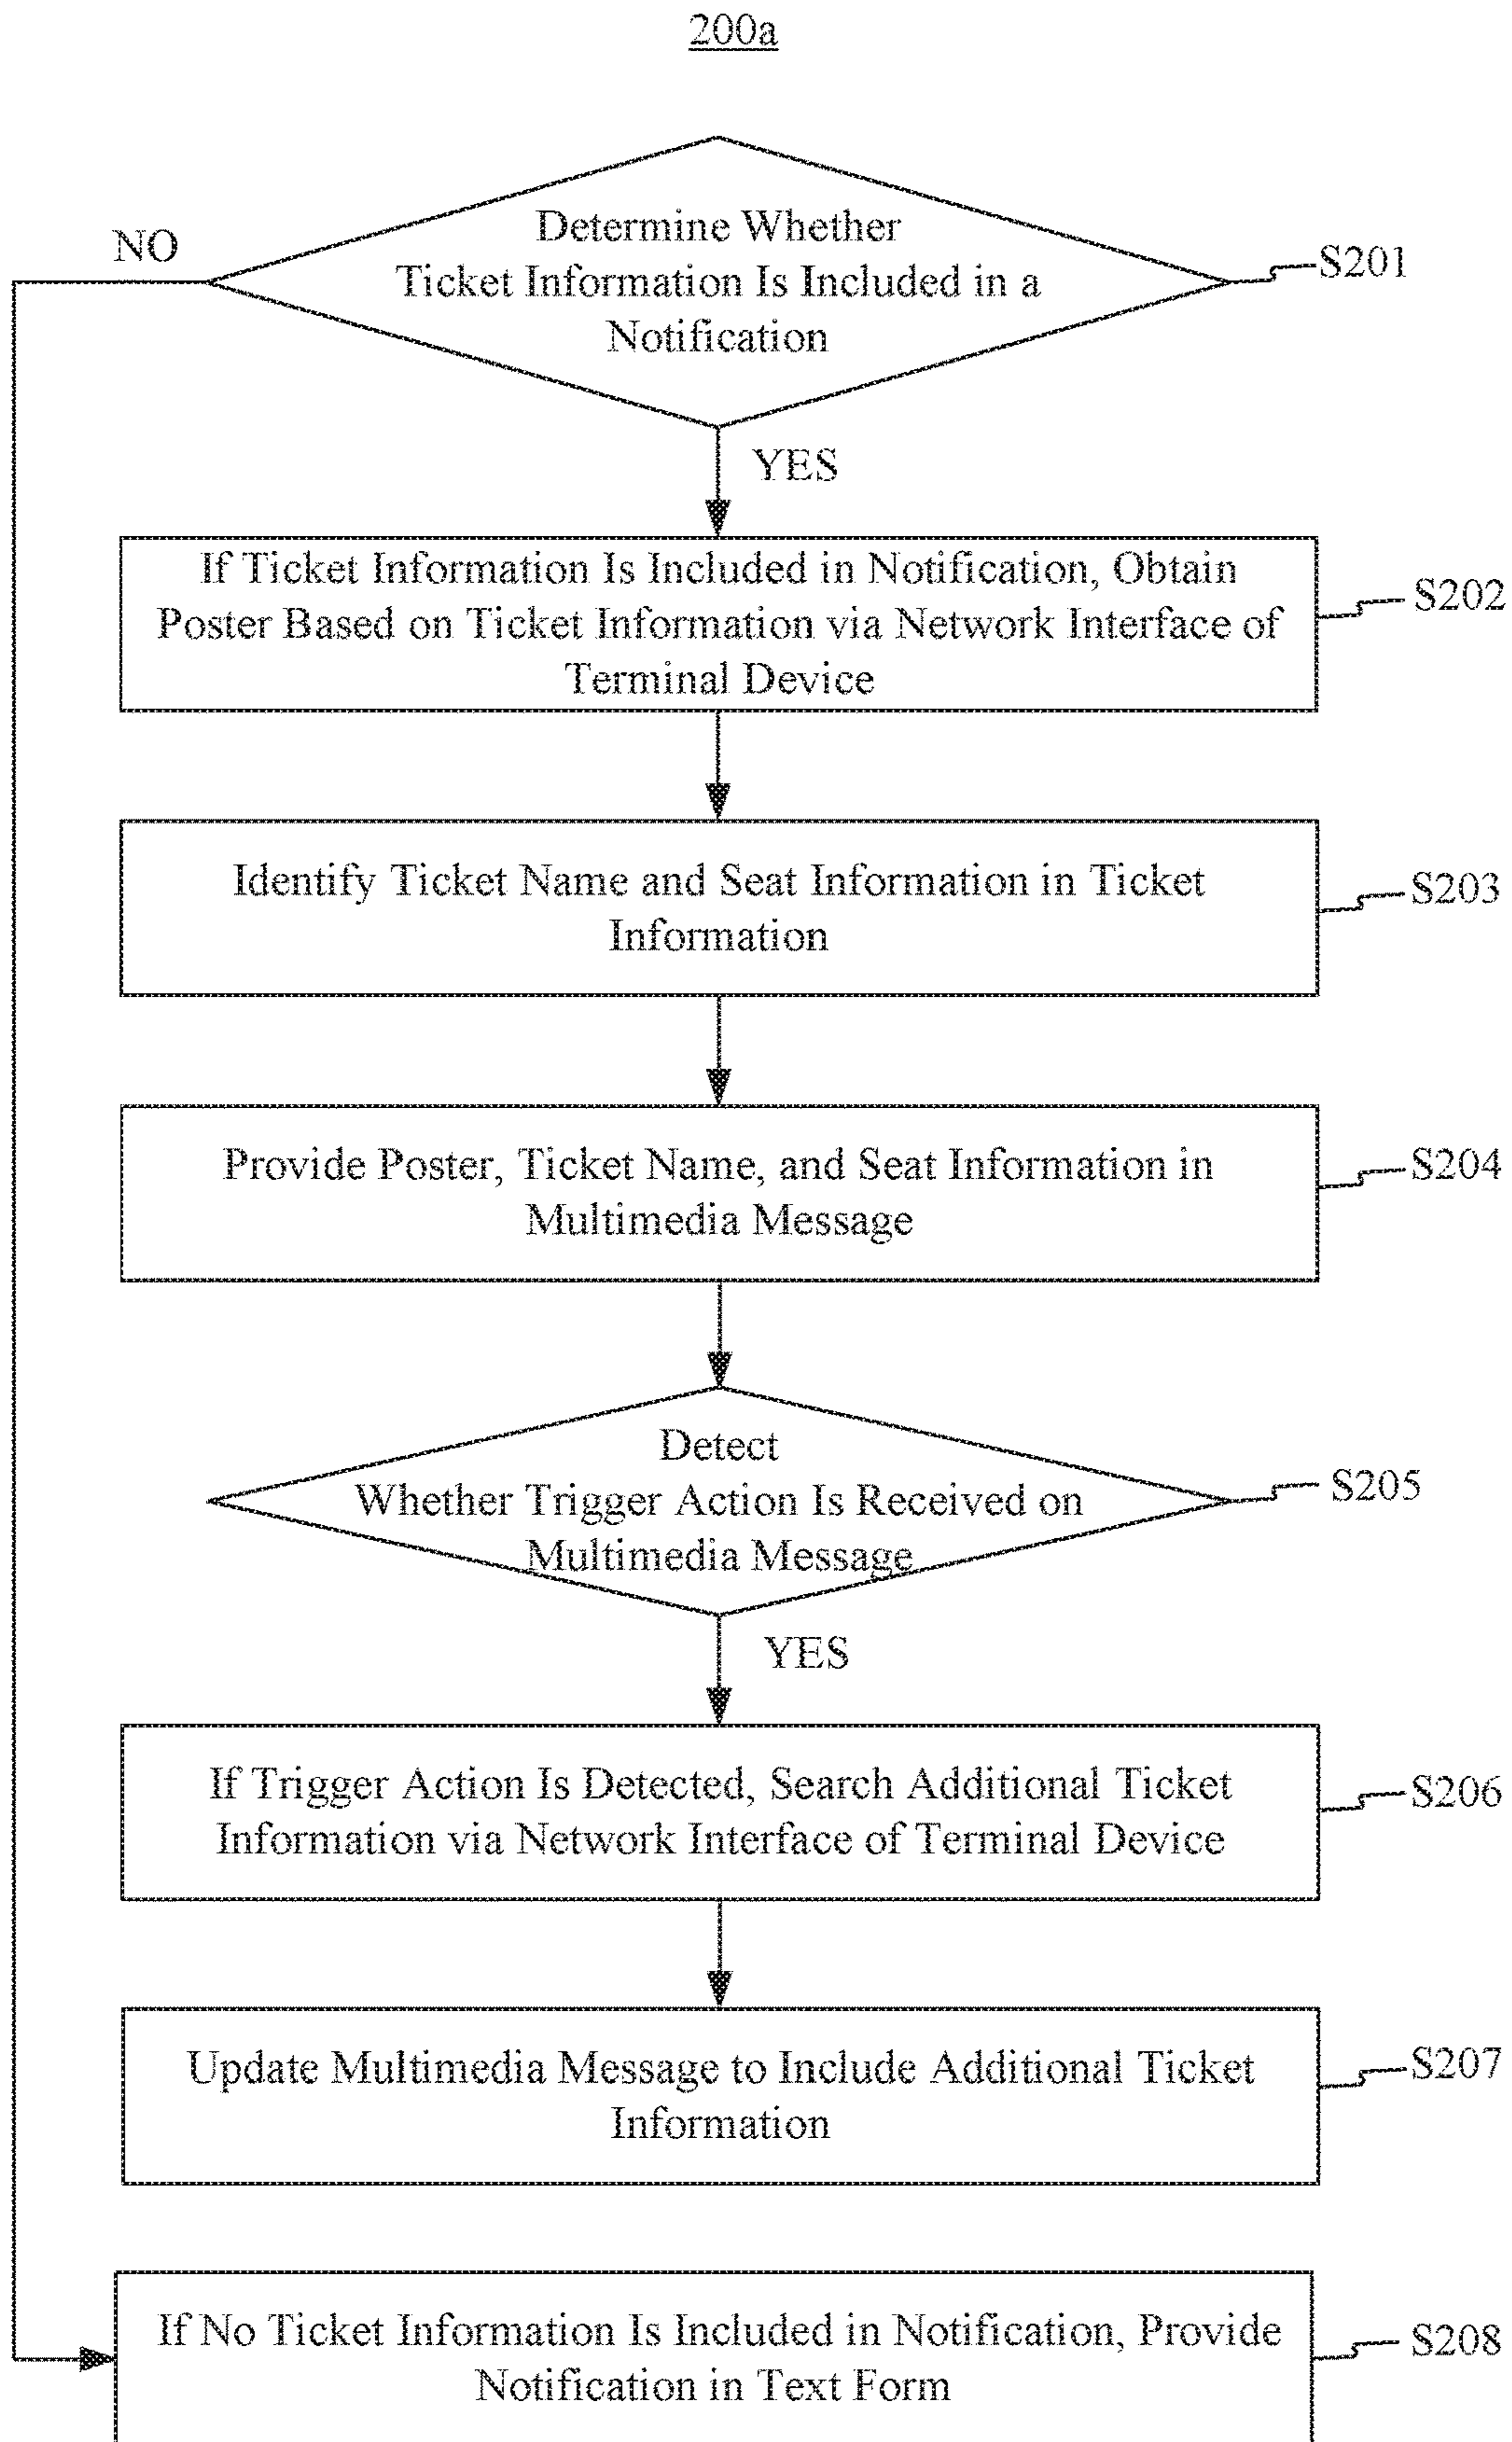 200a
NO
Determine Whether
Ticket Information Is Included in a
Notification
S201
YES
If Ticket Information Is Included in Notification, Obtain
Poster Based on Ticket Information via Network Interface of
Terminal Device
S202
Identify Ticket Name and Seat Information in Ticket
Information
S203
Provide Poster, Ticket Name, and Seat Information in
Multimedia Message
S204
Detect
Whether Trigger Action Is Received on
Multimedia Message
S205
YES
If Trigger Action Is Detected, Search Additional Ticket
Information via Network Interface of Terminal Device
S206
Update Multimedia Message to Include Additional Ticket
Information
S207
If No Ticket Information Is Included in Notification, Provide
Notification in Text Form
S208